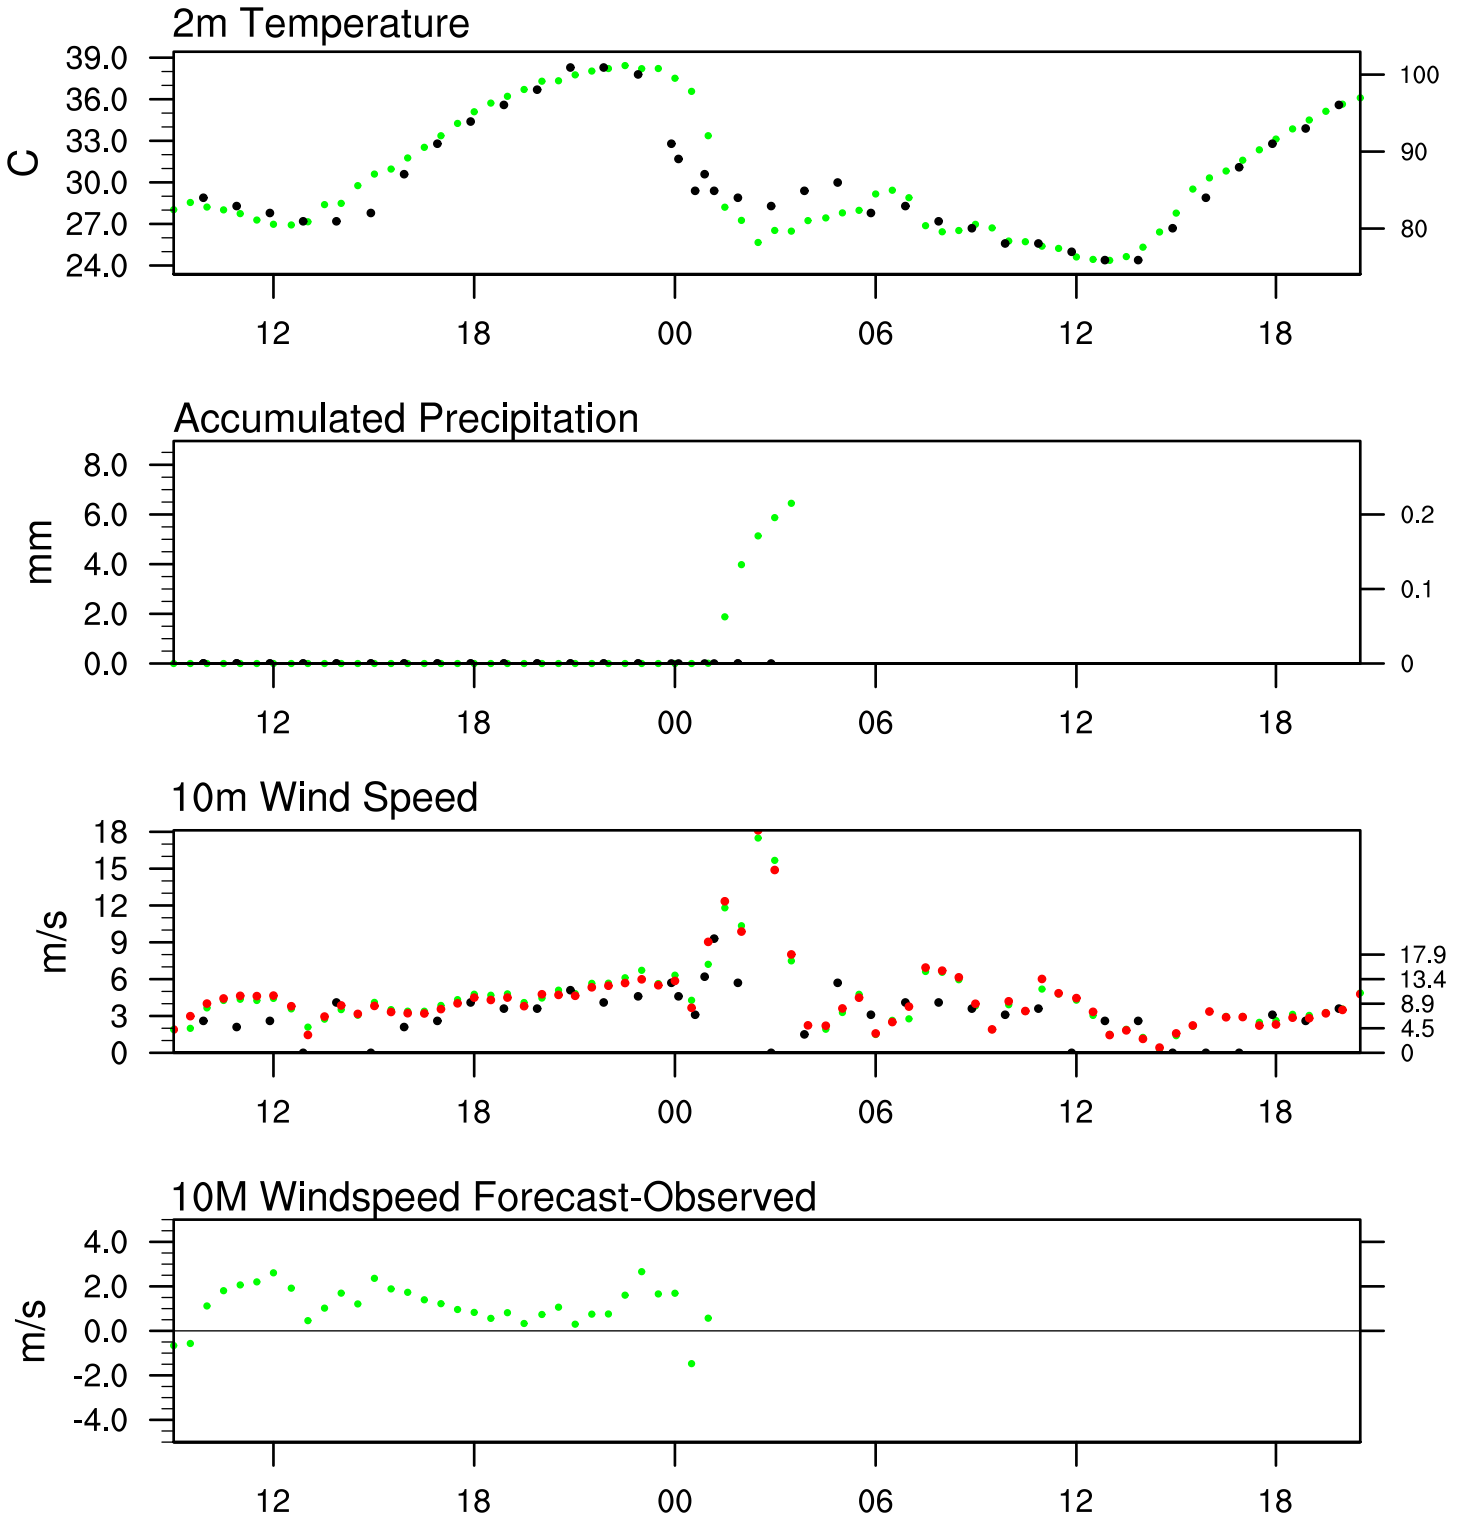 2m Temperature
C
39.0
36.0
33.0
30.0
27.0
24.0
100
90
80
12 18 00 06 12 18
Accumulated Precipitation
mm
8.0
6.0
4.0
2.0
0.0
0.2
0.1
0
12 18 00 06 12 18
10m Wind Speed
m/s
18
15
12
9
6
3
0
17.9
13.4
8.9
4.5
0
12 18 00 06 12 18
10M Windspeed Forecast-Observed
m/s
4.0
2.0
0.0
-2.0
-4.0
12 18 00 06 12 18